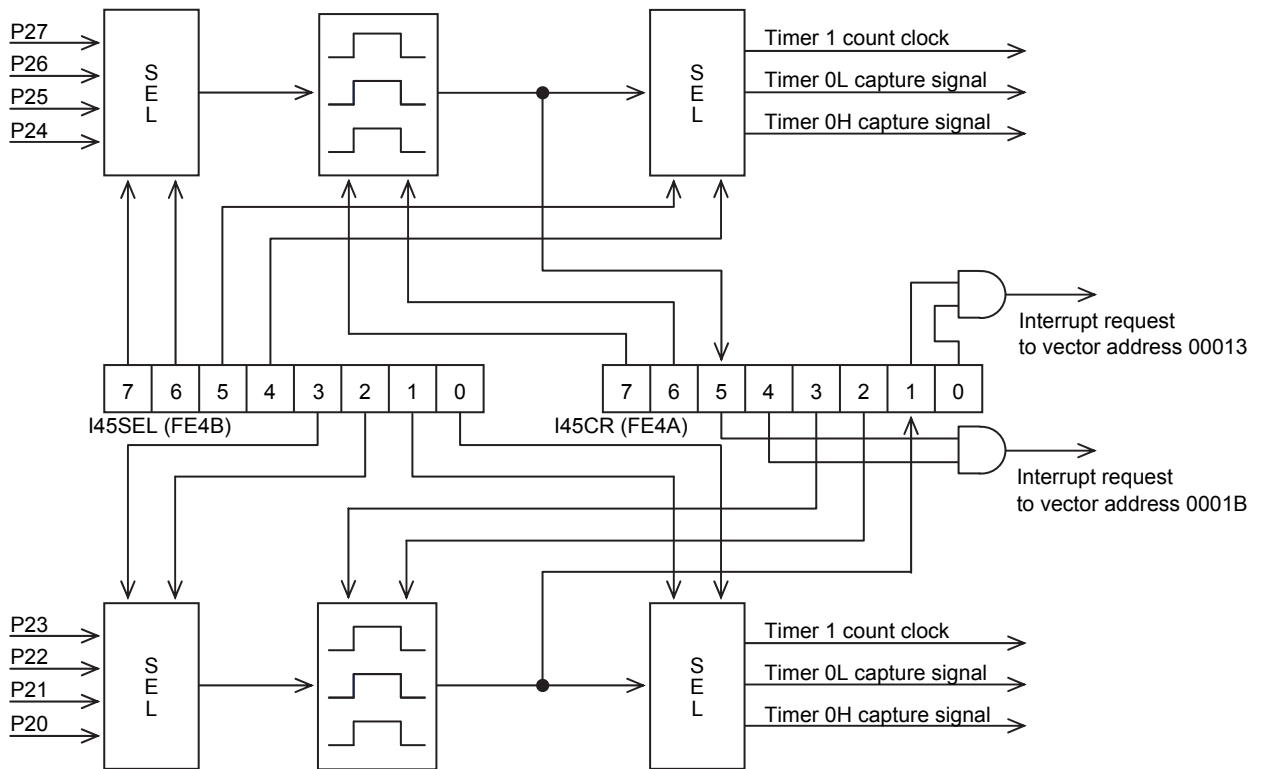 P27
P26
P25
P24
S
E
L
S
E
L
Timer 1 count clock
Timer 0L capture signal
Timer 0H capture signal
Interrupt request
to vector address 00013
7 6 5 4 3 2 1 0
I45SEL (FE4B)
7 6 5 4 3 2 1 0
I45CR (FE4A)
Interrupt request
to vector address 0001B
P23
P22
P21
P20
S
E
L
S
E
L
Timer 1 count clock
Timer 0L capture signal
Timer 0H capture signal